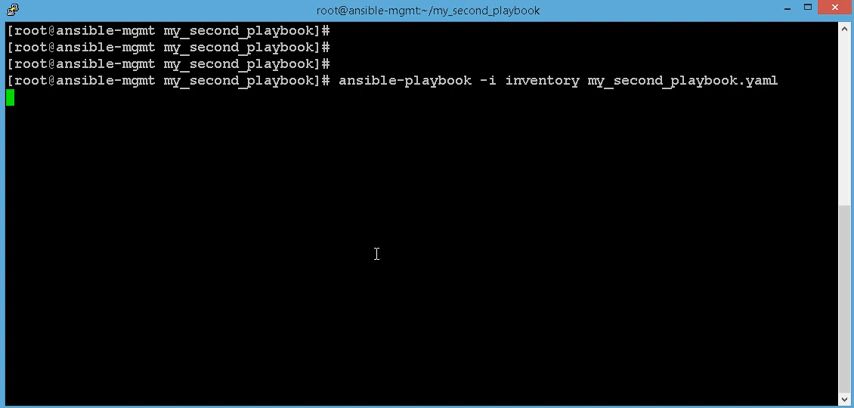 root@ansible-mgmt:~/my_second_playbook
[root@ansible-mgmt my_second_playbook]#
[root@ansible-mgmt my_second_playbook]#
[root@ansible-mgmt my_second_playbook]#
[root@ansible-mgmt my_second_playbook]# ansible-playbook -i inventory my_second_playbook.yaml